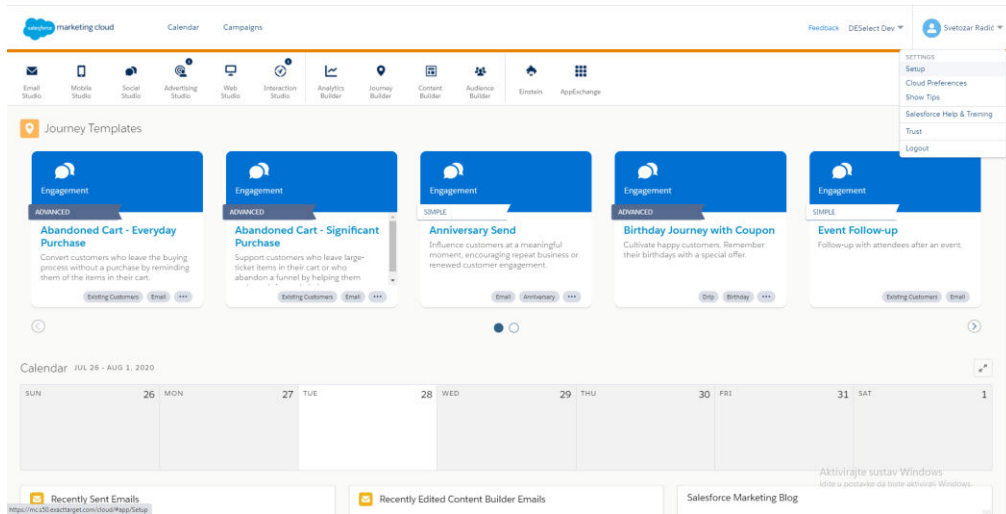 salesforce marketing cloud
Calendar
Campaigns
Feedback
DESelect Dev
Svetozar Radić
SETTINGS
Setup
Cloud Preferences
Show Tips
Salesforce Help & Training
Trust
Logout
Email
Studio
Mobile
Studio
Social
Studio
Advertising
Studio
Web
Studio
Interaction
Studio
Analytics
Builder
Journey
Builder
Content
Builder
Audience
Builder
Einstein
AppExchange
Journey Templates
Engagement
ADVANCED
Abandoned Cart - Everyday
Purchase
Convert customers who leave the buying
process without a purchase by reminding
them of the items in their cart.
Existing Customers
Email
Engagement
ADVANCED
Abandoned Cart - Significant
Purchase
Support customers who leave large-
ticket items in their cart or who
abandon a funnel by helping them
Existing Customers
Email
Engagement
SIMPLE
Anniversary Send
Influence customers at a meaningful
moment, encouraging repeat business or
renewed customer engagement.
Email
Anniversary
Engagement
ADVANCED
Birthday Journey with Coupon
Cultivate happy customers. Remember
their birthdays with a special offer.
Drip
Birthday
Engagement
SIMPLE
Event Follow-up
Follow-up with attendees after an event.
Existing Customers
Email
Calendar JUL 26 - AUG 1, 2020
SUN 26 MON 27 TUE 28 WED 29 THU 30 FRI 31 SAT 1
Aktivirajte sustav Windows
Idite u postavke da biste aktivirali Windows.
Recently Sent Emails
Recently Edited Content Builder Emails
Salesforce Marketing Blog
https://mc.s50.exacttarget.com/cloud/#app/Setup